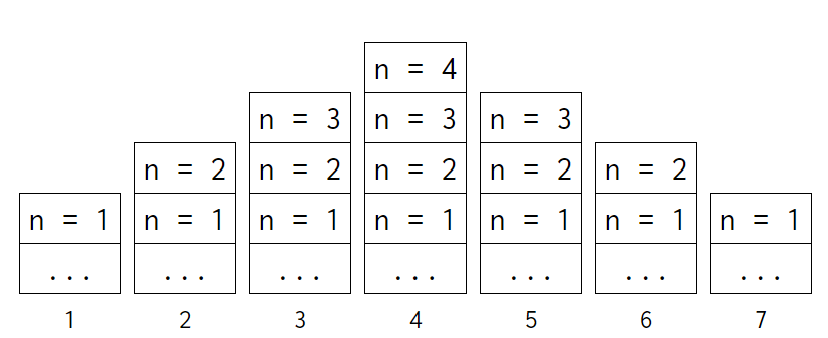 n = 4
n = 3 n = 3 n = 3
n = 2 n = 2 n = 2 n = 2 n = 2
n = 1 n = 1 n = 1 n = 1 n = 1 n = 1 n = 1
... ... ... ... ... ... ...
1 2 3 4 5 6 7